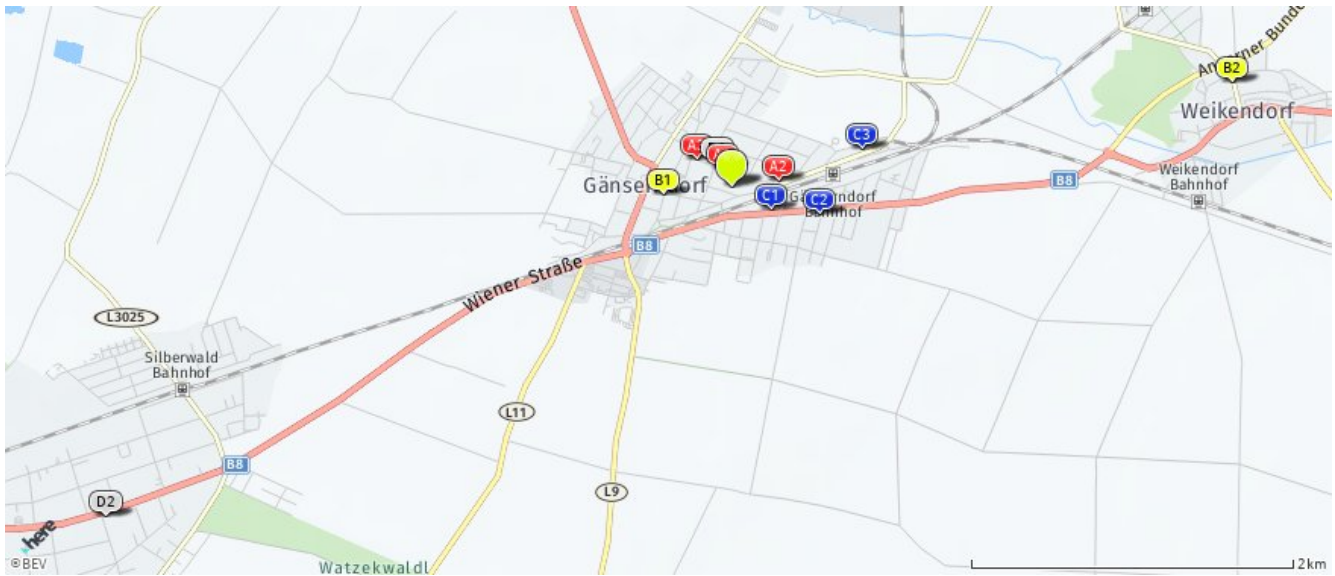 B2
Weikendorf
C3
A2
B1
C1
C2
Bahnhof
Weikendorf
Bahnhof
B8
B8
Wiener Straße
L3025
Silberwald
Bahnhof
L11
B8
L9
D2
here
©BEV
Watzekwaldl
2km